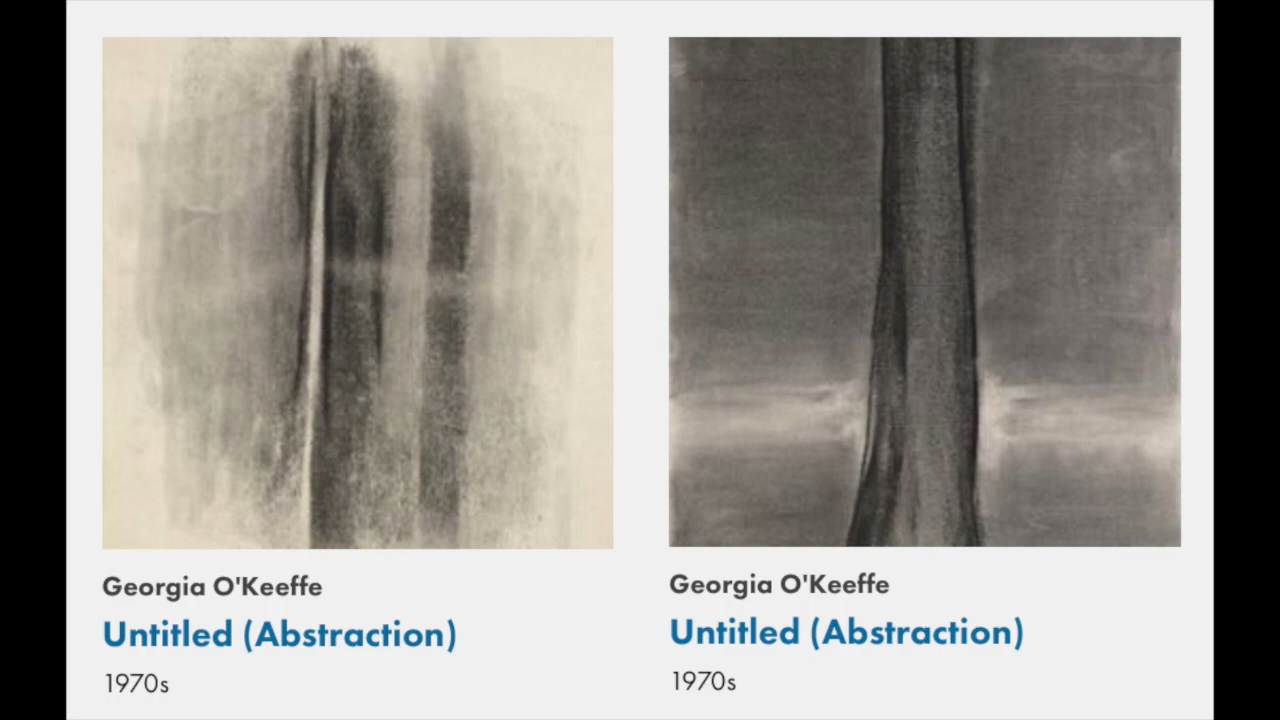 Georgia O'Keeffe
Untitled (Abstraction)
1970s
Georgia O'Keeffe
Untitled (Abstraction)
1970s